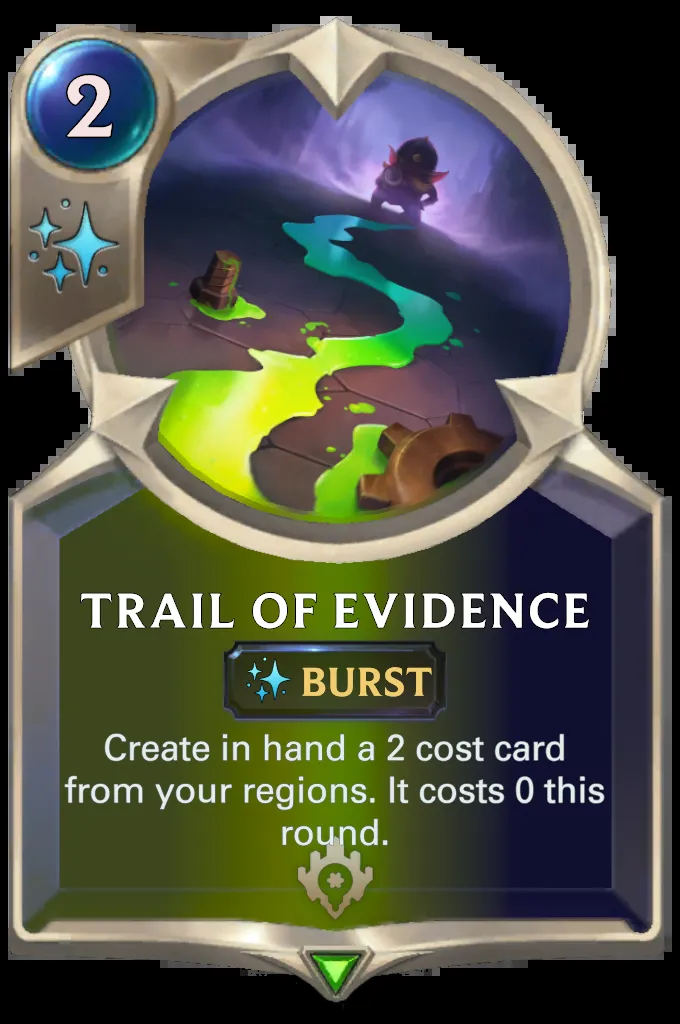 2
TRAIL OF EVIDENCE
BURST
Create in hand a 2 cost card
from your regions. It costs 0 this
round.